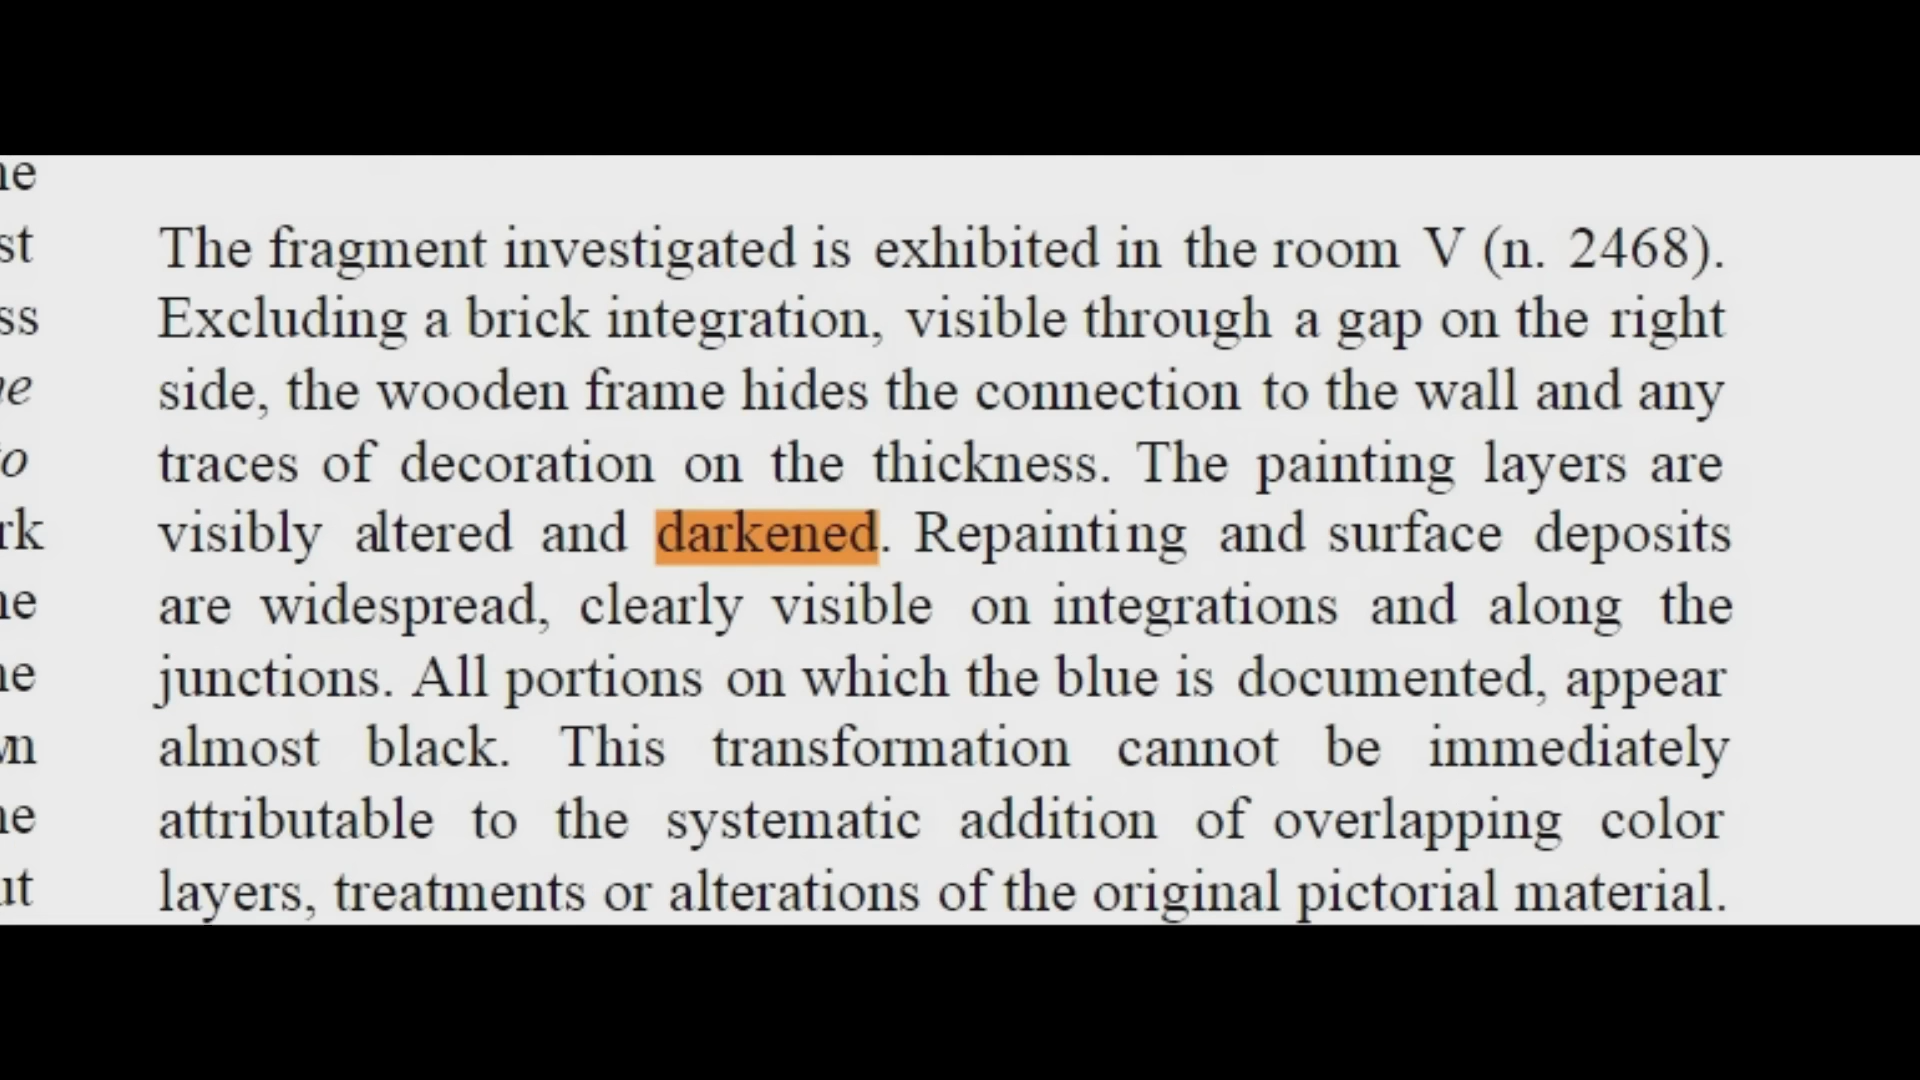 The fragment investigated is exhibited in the room V (n. 2468).
Excluding a brick integration, visible through a gap on the right
side, the wooden frame hides the connection to the wall and any
traces of decoration on the thickness. The painting layers are
visibly altered and darkened. Repainting and surface deposits
are widespread, clearly visible on integrations and along the
junctions. All portions on which the blue is documented, appear
almost black. This transformation cannot be immediately
attributable to the systematic addition of overlapping color
layers, treatments or alterations of the original pictorial material.